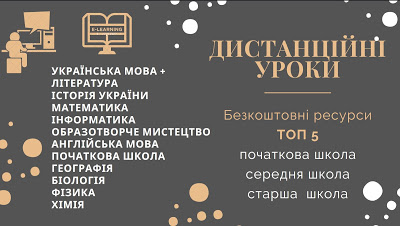 E-LEARNING
УКРАЇНСЬКА МОВА +
ЛІТЕРАТУРА
ІСТОРІЯ УКРАЇНИ
МАТЕМАТИКА
ІНФОРМАТИКА
ОБРАЗОТВОРЧЕ МИСТЕЦТВО
АНГЛІЙСЬКА МОВА
ПОЧАТКОВА ШКОЛА
ГЕОГРАФІЯ
БІОЛОГІЯ
ФІЗИКА
ХІМІЯ
ДИСТАНЦІЙНІ
УРОКИ
Безкоштовні ресурси
ТОП 5
початкова школа
середня школа
старша школа